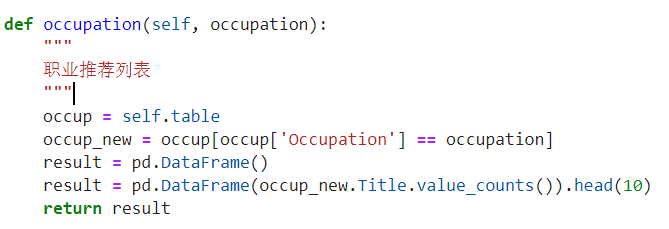 def occupation(self, occupation):
    """
    职业推荐列表
    """
    occup = self.table
    occup_new = occup[occup['Occupation'] == occupation]
    result = pd.DataFrame()
    result = pd.DataFrame(occup_new.Title.value_counts()).head(10)
    return result